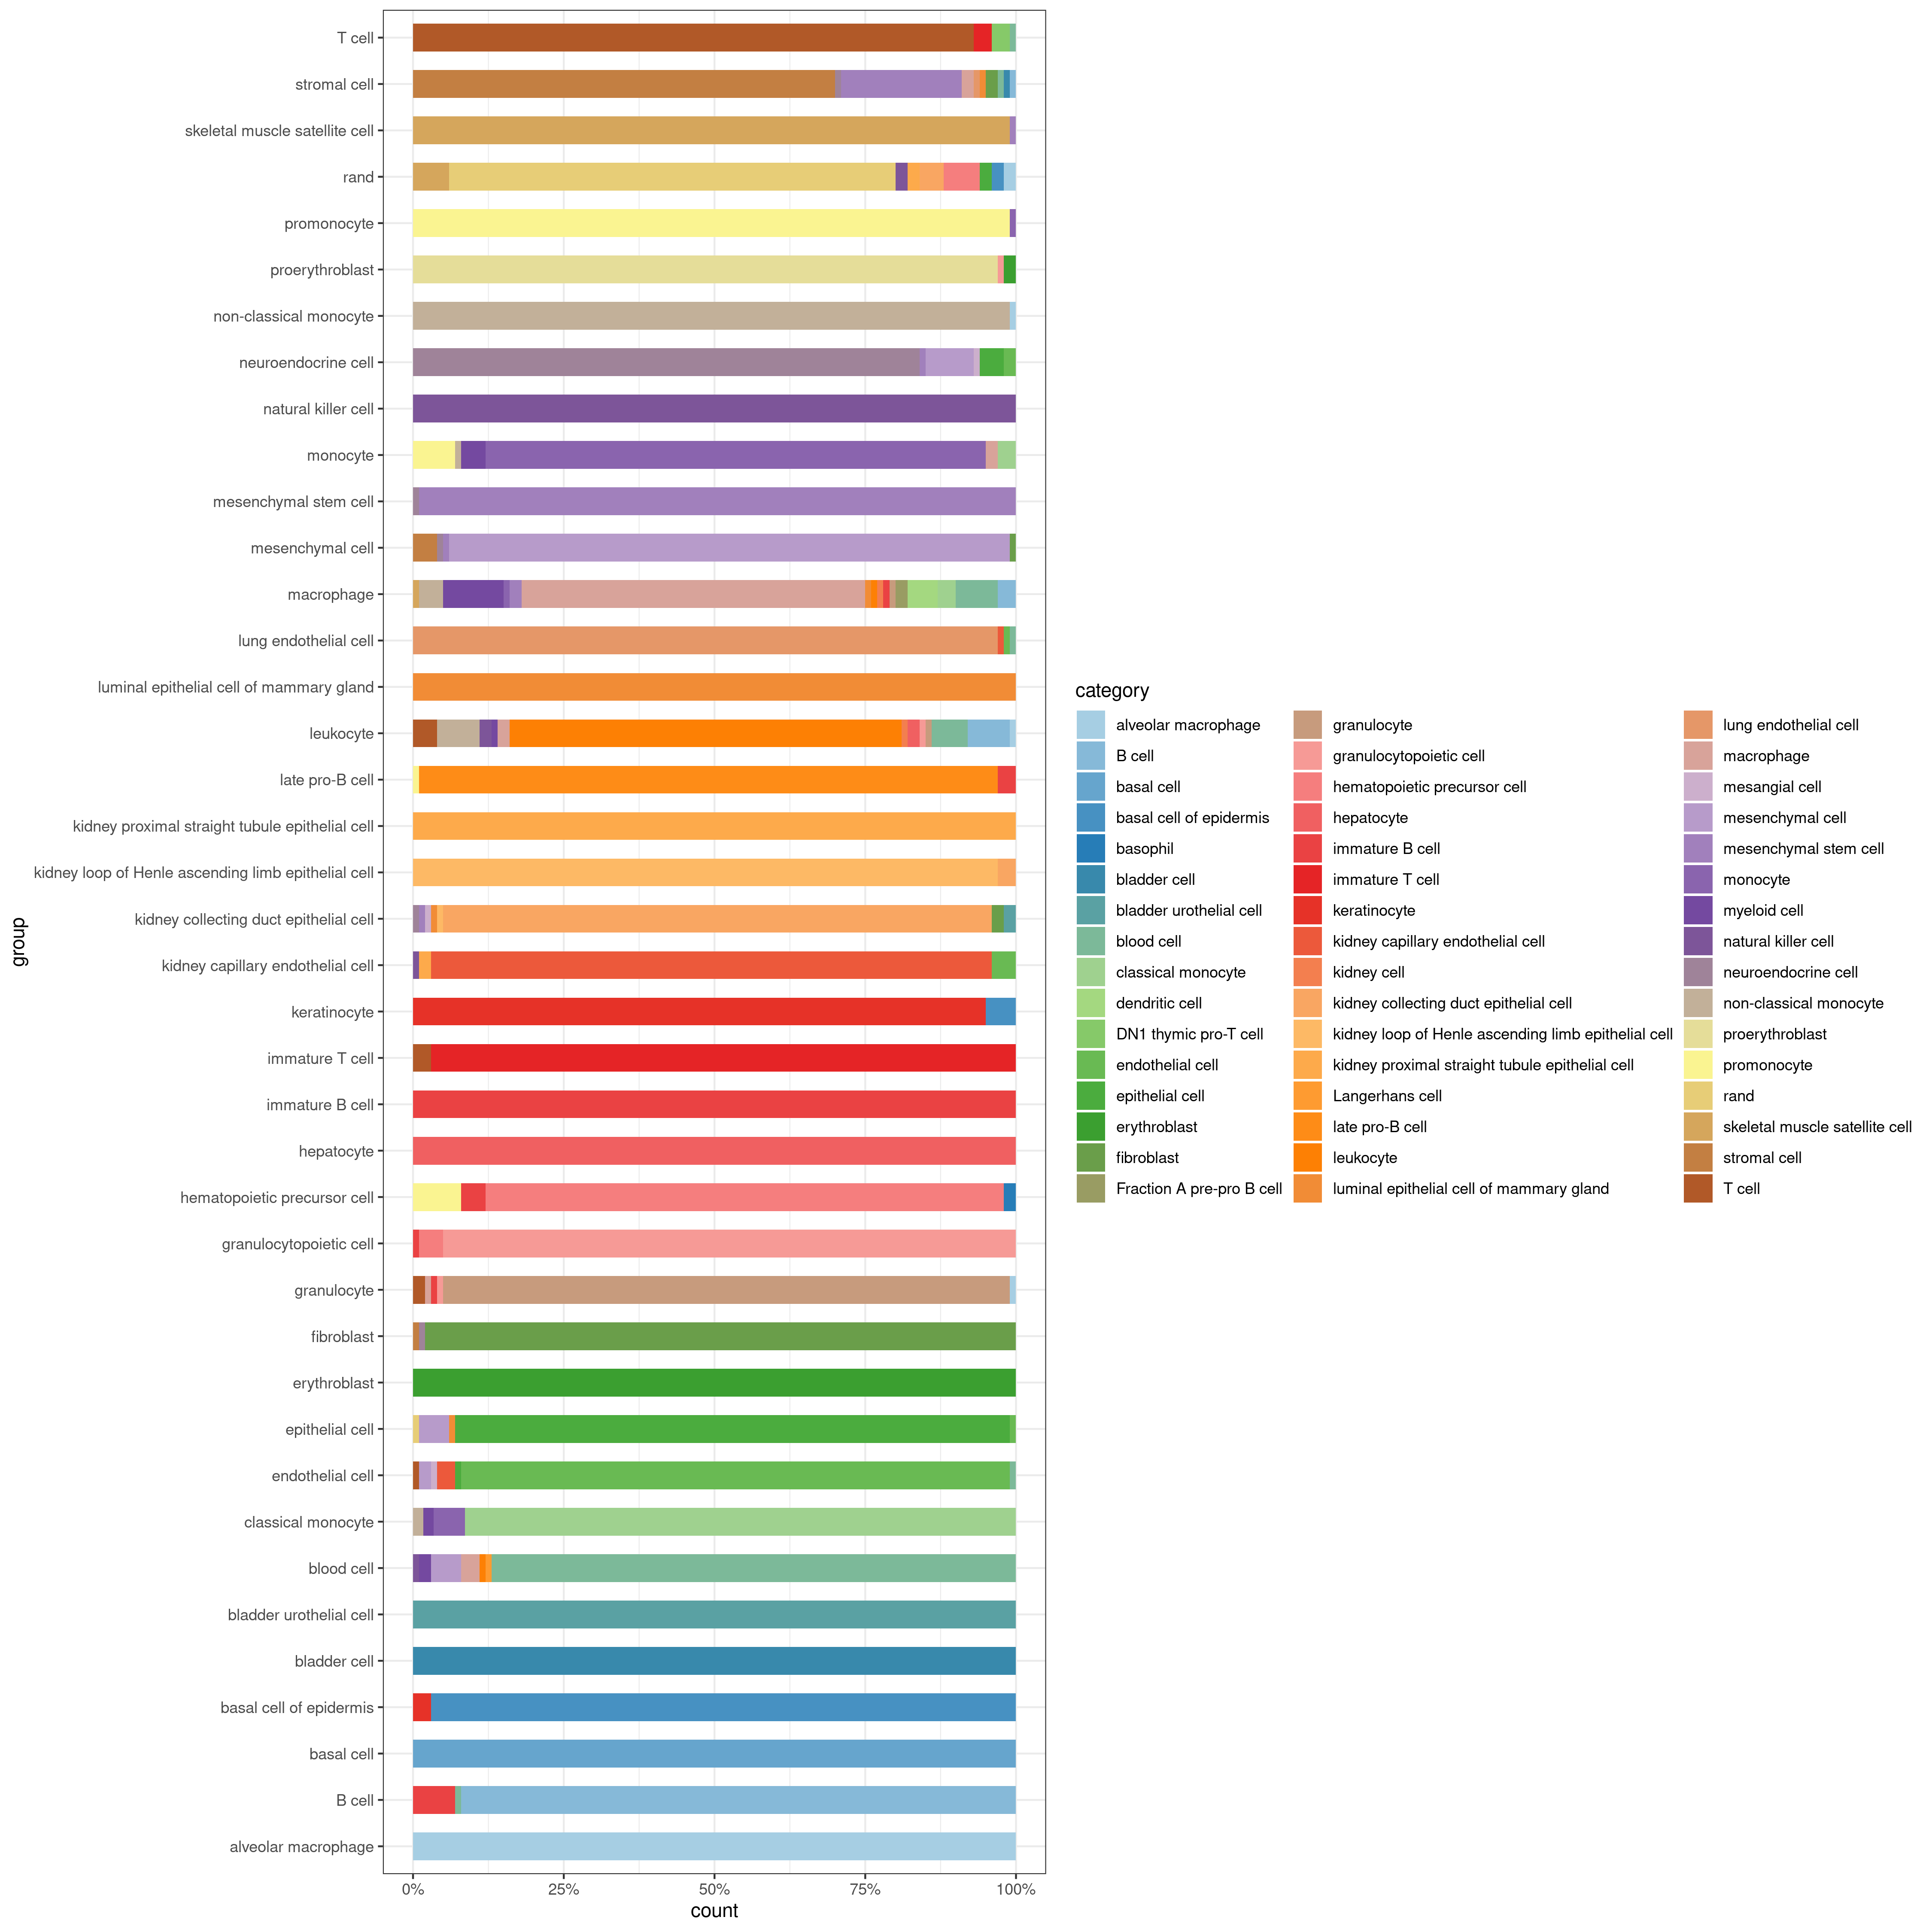 T cell
stromal cell
skeletal muscle satellite cell
rand
promonocyte
proerythroblast
non-classical monocyte
neuroendocrine cell
natural killer cell
monocyte
mesenchymal stem cell
mesenchymal cell
macrophage
lung endothelial cell
luminal epithelial cell of mammary gland
leukocyte
late pro-B cell
kidney proximal straight tubule epithelial cell
kidney loop of Henle ascending limb epithelial cell
kidney collecting duct epithelial cell
kidney capillary endothelial cell
keratinocyte
immature T cell
immature B cell
hepatocyte
hematopoietic precursor cell
granulocytopoietic cell
granulocyte
fibroblast
erythroblast
epithelial cell
endothelial cell
classical monocyte
blood cell
bladder urothelial cell
bladder cell
basal cell of epidermis
basal cell
B cell
alveolar macrophage
group
0%
25%
50%
75%
100%
count
category
alveolar macrophage
B cell
basal cell
basal cell of epidermis
basophil
bladder cell
bladder urothelial cell
blood cell
classical monocyte
dendritic cell
DN1 thymic pro-T cell
endothelial cell
epithelial cell
erythroblast
fibroblast
Fraction A pre-pro B cell
granulocyte
granulocytopoietic cell
hematopoietic precursor cell
hepatocyte
immature B cell
immature T cell
keratinocyte
kidney capillary endothelial cell
kidney cell
kidney collecting duct epithelial cell
kidney loop of Henle ascending limb epithelial cell
kidney proximal straight tubule epithelial cell
Langerhans cell
late pro-B cell
leukocyte
luminal epithelial cell of mammary gland
lung endothelial cell
macrophage
mesangial cell
mesenchymal cell
mesenchymal stem cell
monocyte
myeloid cell
natural killer cell
neuroendocrine cell
non-classical monocyte
proerythroblast
promonocyte
rand
skeletal muscle satellite cell
stromal cell
T cell